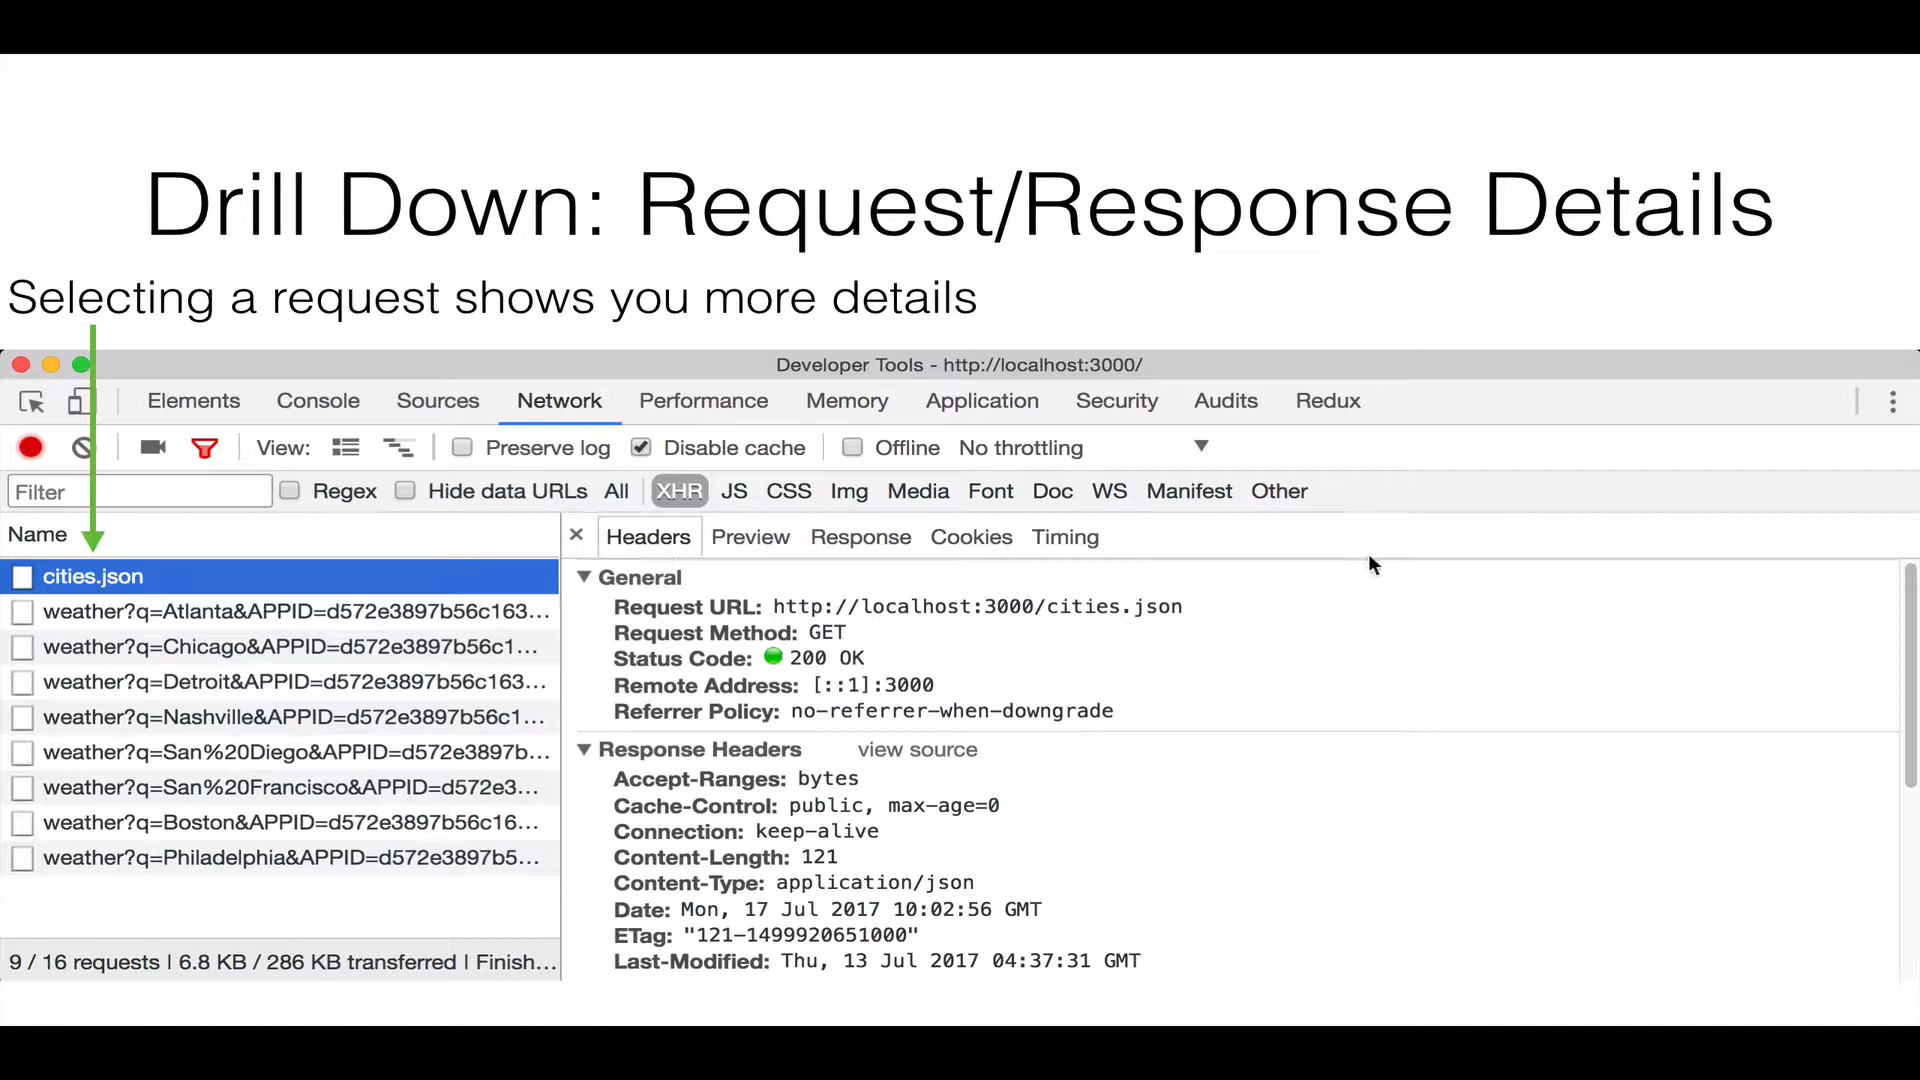 Drill Down: Request/Response Details
Selecting a request shows you more details
Developer Tools - http://localhost:3000/
Elements Console Sources Network Performance Memory Application Security Audits Redux
View: Preserve log Disable cache Offline No throttling
Filter Regex Hide data URLs All XHR JS CSS Img Media Font Doc WS Manifest Other
Name
cities.json
weather?q=Atlanta&APPID=d572e3897b56c163...
weather?q=Chicago&APPID=d572e3897b56c1...
weather?q=Detroit&APPID=d572e3897b56c163...
weather?q=Nashville&APPID=d572e3897b56c1...
weather?q=San%20Diego&APPID=d572e3897b...
weather?q=San%20Francisco&APPID=d572e3...
weather?q=Boston&APPID=d572e3897b56c16...
weather?q=Philadelphia&APPID=d572e3897b5...
9 / 16 requests | 6.8 KB / 286 KB transferred | Finish...
× Headers Preview Response Cookies Timing
General
Request URL: http://localhost:3000/cities.json
Request Method: GET
Status Code: 200 OK
Remote Address: [::1]:3000
Referrer Policy: no-referrer-when-downgrade
Response Headers view source
Accept-Ranges: bytes
Cache-Control: public, max-age=0
Connection: keep-alive
Content-Length: 121
Content-Type: application/json
Date: Mon, 17 Jul 2017 10:02:56 GMT
ETag: "121-1499920651000"
Last-Modified: Thu, 13 Jul 2017 04:37:31 GMT